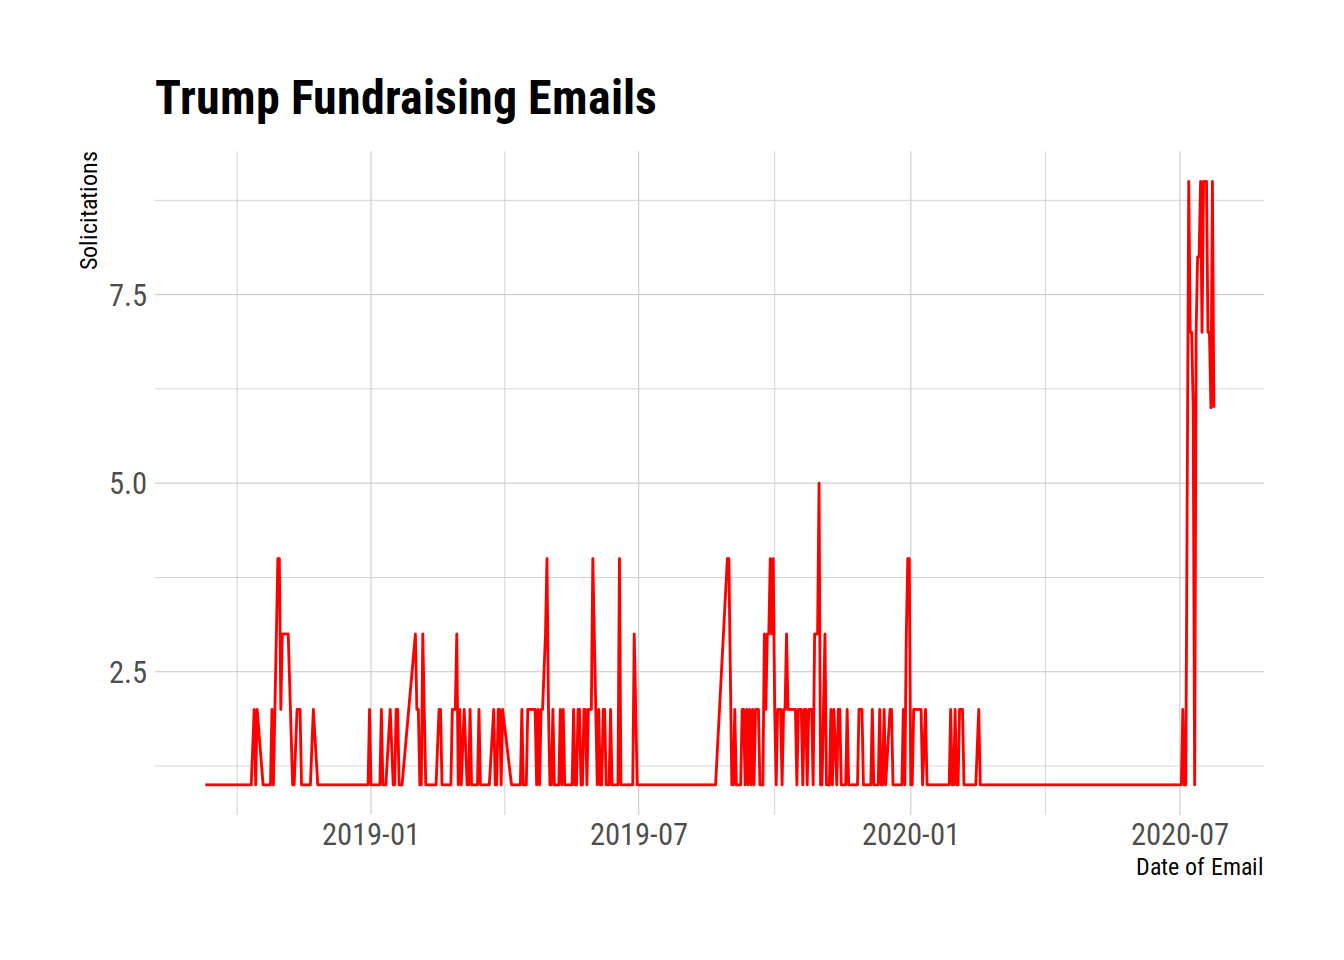 Trump Fundraising Emails
Solicitations
7.5
5.0
2.5
2019-01
2019-07
2020-01
2020-07
Date of Email